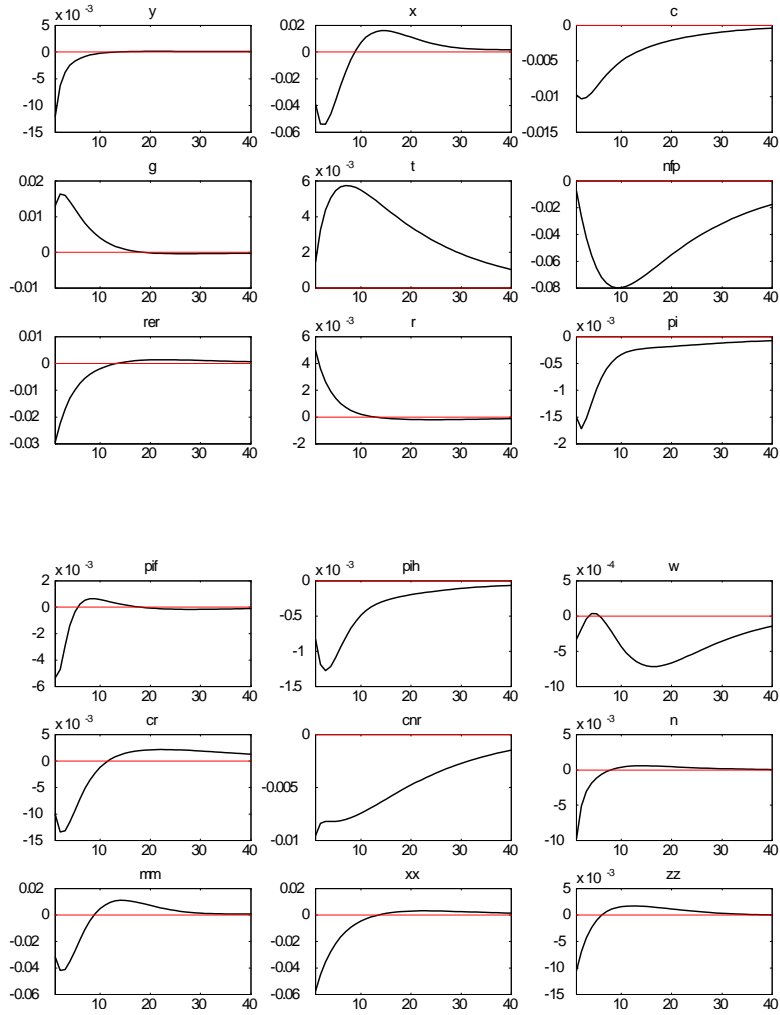 y
x 10 -3
5
0
-5
-10
-15
10 20 30 40
x
0.02
0
-0.02
-0.04
-0.06
10 20 30 40
c
0
-0.005
-0.01
-0.015
10 20 30 40
g
0.02
0.01
0
-0.01
10 20 30 40
t
x 10 -3
6
4
2
0
10 20 30 40
nfp
0
-0.02
-0.04
-0.06
-0.08
10 20 30 40
rer
0.01
0
-0.01
-0.02
-0.03
10 20 30 40
r
x 10 -3
6
4
2
0
-2
10 20 30 40
pi
x 10 -3
0
-0.5
-1
-1.5
-2
10 20 30 40
pif
x 10 -3
2
0
-2
-4
-6
10 20 30 40
pih
x 10 -3
0
-0.5
-1
-1.5
10 20 30 40
w
x 10 -4
5
0
-5
-10
10 20 30 40
cr
x 10 -3
5
0
-5
-10
-15
10 20 30 40
cnr
0
-0.005
-0.01
10 20 30 40
n
x 10 -3
5
0
-5
-10
10 20 30 40
mm
0.02
0
-0.02
-0.04
-0.06
10 20 30 40
xx
0.02
0
-0.02
-0.04
-0.06
10 20 30 40
zz
x 10 -3
5
0
-5
-10
-15
10 20 30 40